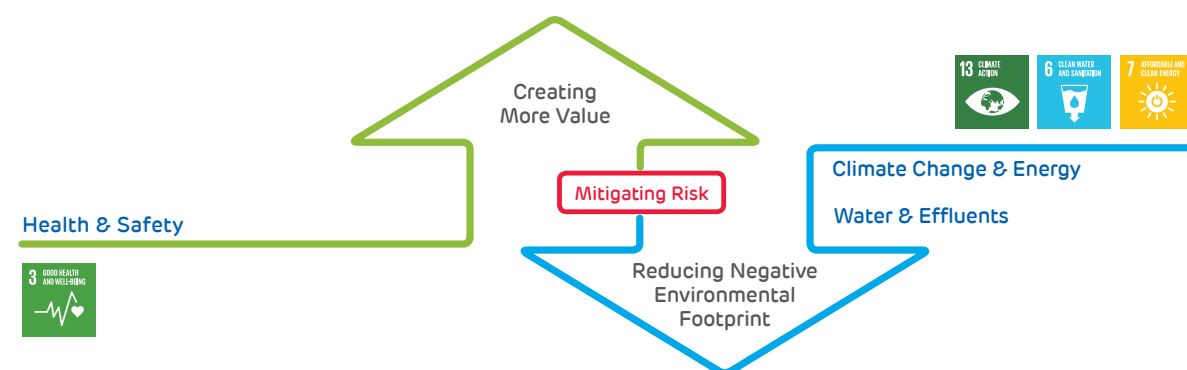 Creating
More Value
Mitigating Risk
Health & Safety
3 GOOD HEALTH
AND WELL-BEING
13 CLIMATE
ACTION
6 CLEAN WATER
AND SANITATION
7 AFFORDABLE AND
CLEAN ENERGY
Climate Change & Energy
Water & Effluents
Reducing Negative
Environmental
Footprint